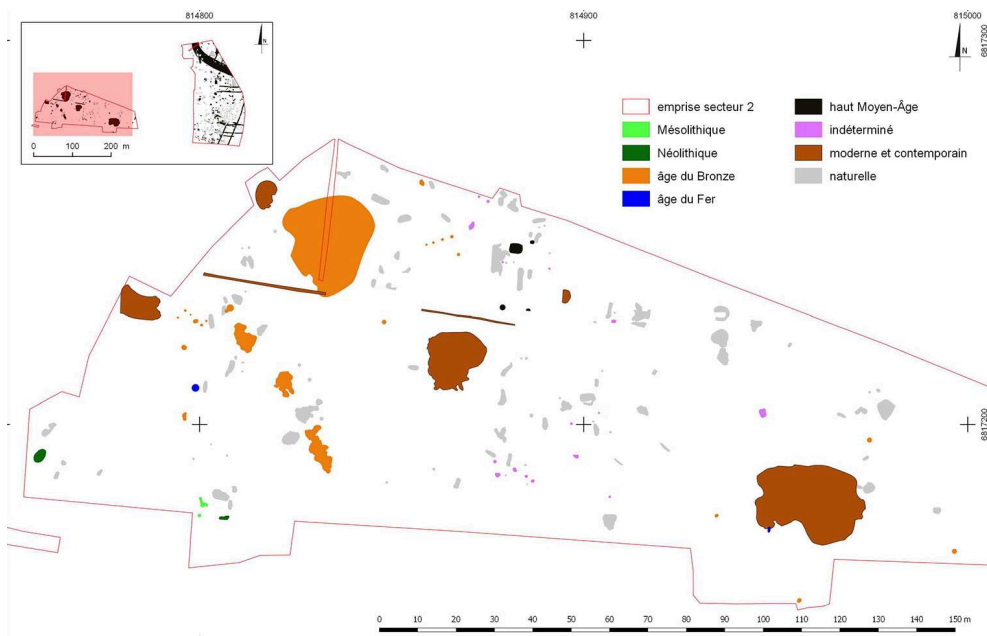 814800
814900
815000
6817300
N
N
0 100 200 m
emprise secteur 2
Mésolithique
Néolithique
âge du Bronze
âge du Fer
haut Moyen-Âge
indéterminé
moderne et contemporain
naturelle
6817200
0 10 20 30 40 50 60 70 80 90 100 110 120 130 140 150 m